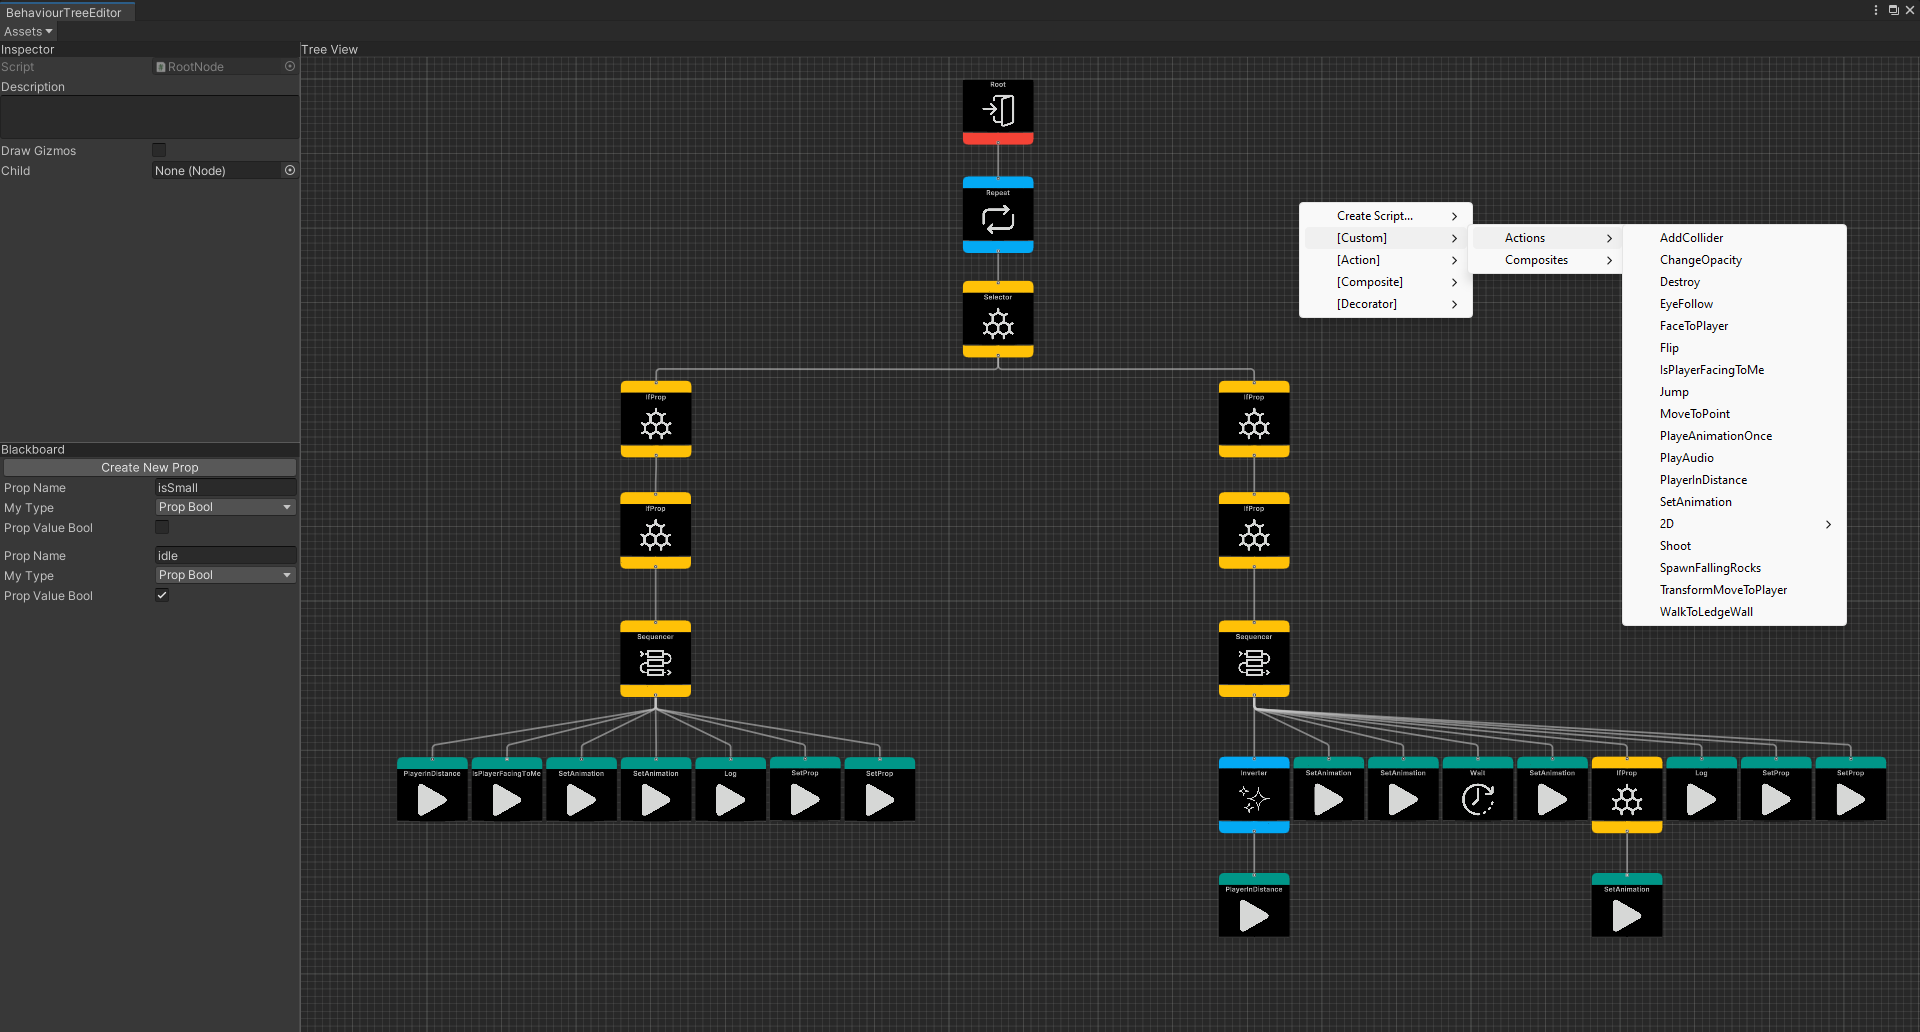 BehaviourTreeEditor
Assets
Inspector
Script RootNode
Description
Draw Gizmos
Child None (Node)
Blackboard
Create New Prop
Prop Name isSmall
My Type Prop Bool
Prop Value Bool
Prop Name idle
My Type Prop Bool
Prop Value Bool
Tree View
Root
Repeat
Selector
IfProp IfProp
IfProp IfProp
Sequencer Sequencer
PlayerInDistance IsPlayerFacingToMe SetAnimation SetAnimation Log SetProp SetProp
Inverter SetAnimation SetAnimation Wait SetAnimation IfProp Log SetProp SetProp
PlayerInDistance SetAnimation
Create Script...
[Custom]
[Action]
[Composite]
[Decorator]
Actions
Composites
AddCollider
ChangeOpacity
Destroy
EyeFollow
FaceToPlayer
Flip
IsPlayerFacingToMe
Jump
MoveToPoint
PlayeAnimationOnce
PlayAudio
PlayerInDistance
SetAnimation
2D
Shoot
SpawnFallingRocks
TransformMoveToPlayer
WalkToLedgeWall